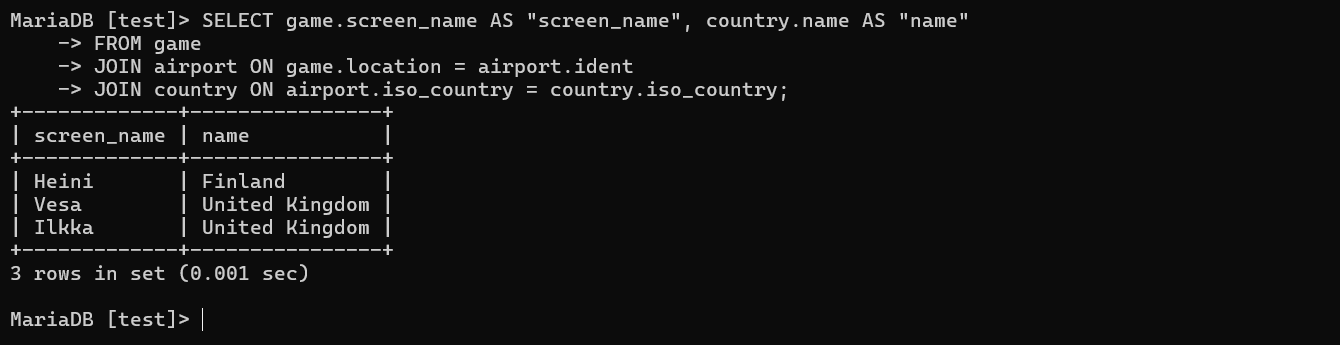 MariaDB [test]> SELECT game.screen_name AS "screen_name", country.name AS "name"
    -> FROM game
    -> JOIN airport ON game.location = airport.ident
    -> JOIN country ON airport.iso_country = country.iso_country;
+-------------+----------------+
| screen_name | name           |
+-------------+----------------+
| Heini       | Finland        |
| Vesa        | United Kingdom |
| Ilkka       | United Kingdom |
+-------------+----------------+
3 rows in set (0.001 sec)

MariaDB [test]>